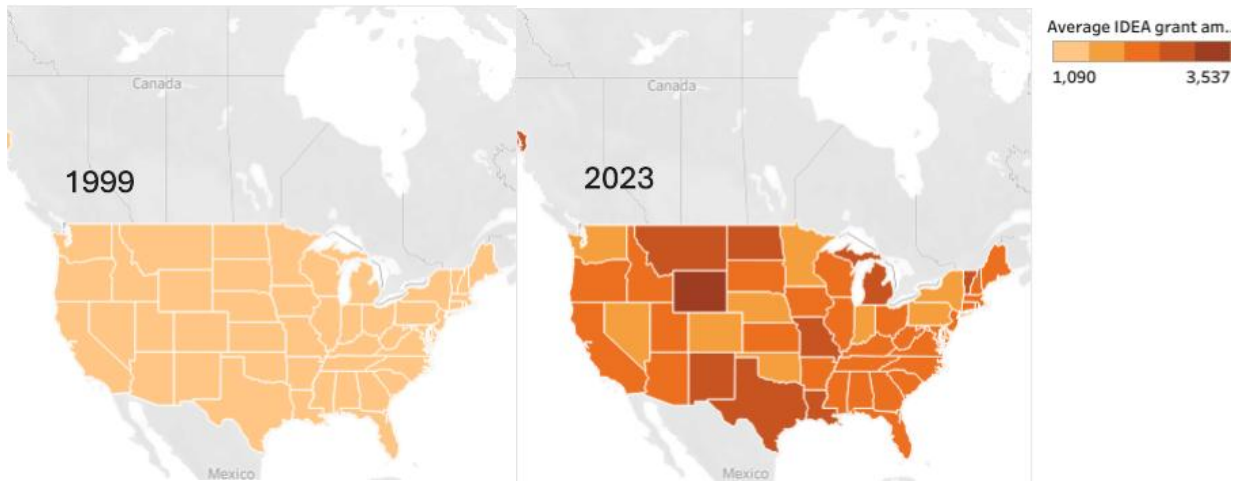 Average IDEA grant am..
1,090 3,537
Canada
1999
Mexico
Canada
2023
Mexico